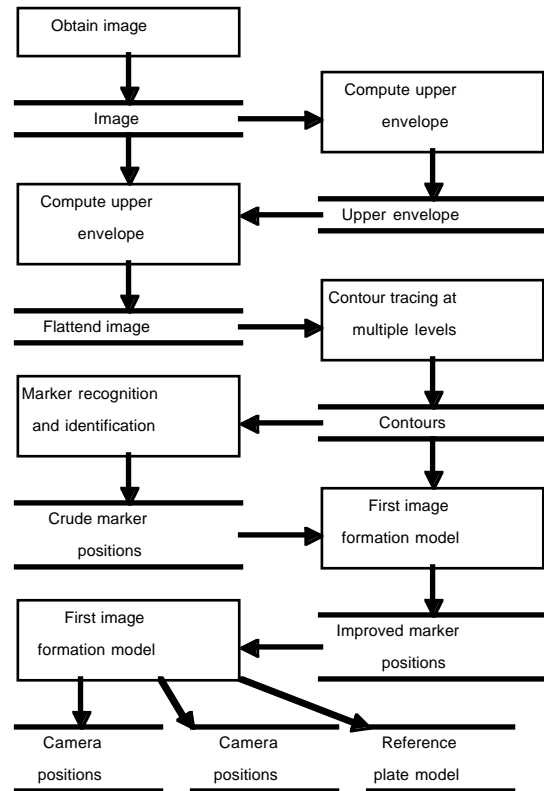 Obtain image
Image
Compute upper
envelope
Compute upper
envelope
Upper envelope
Flattend image
Contour tracing at
multiple levels
Marker recognition
and identification
Contours
Crude marker
positions
First image
formation model
First image
formation model
Improved marker
positions
Camera
positions
Camera
positions
Reference
plate model